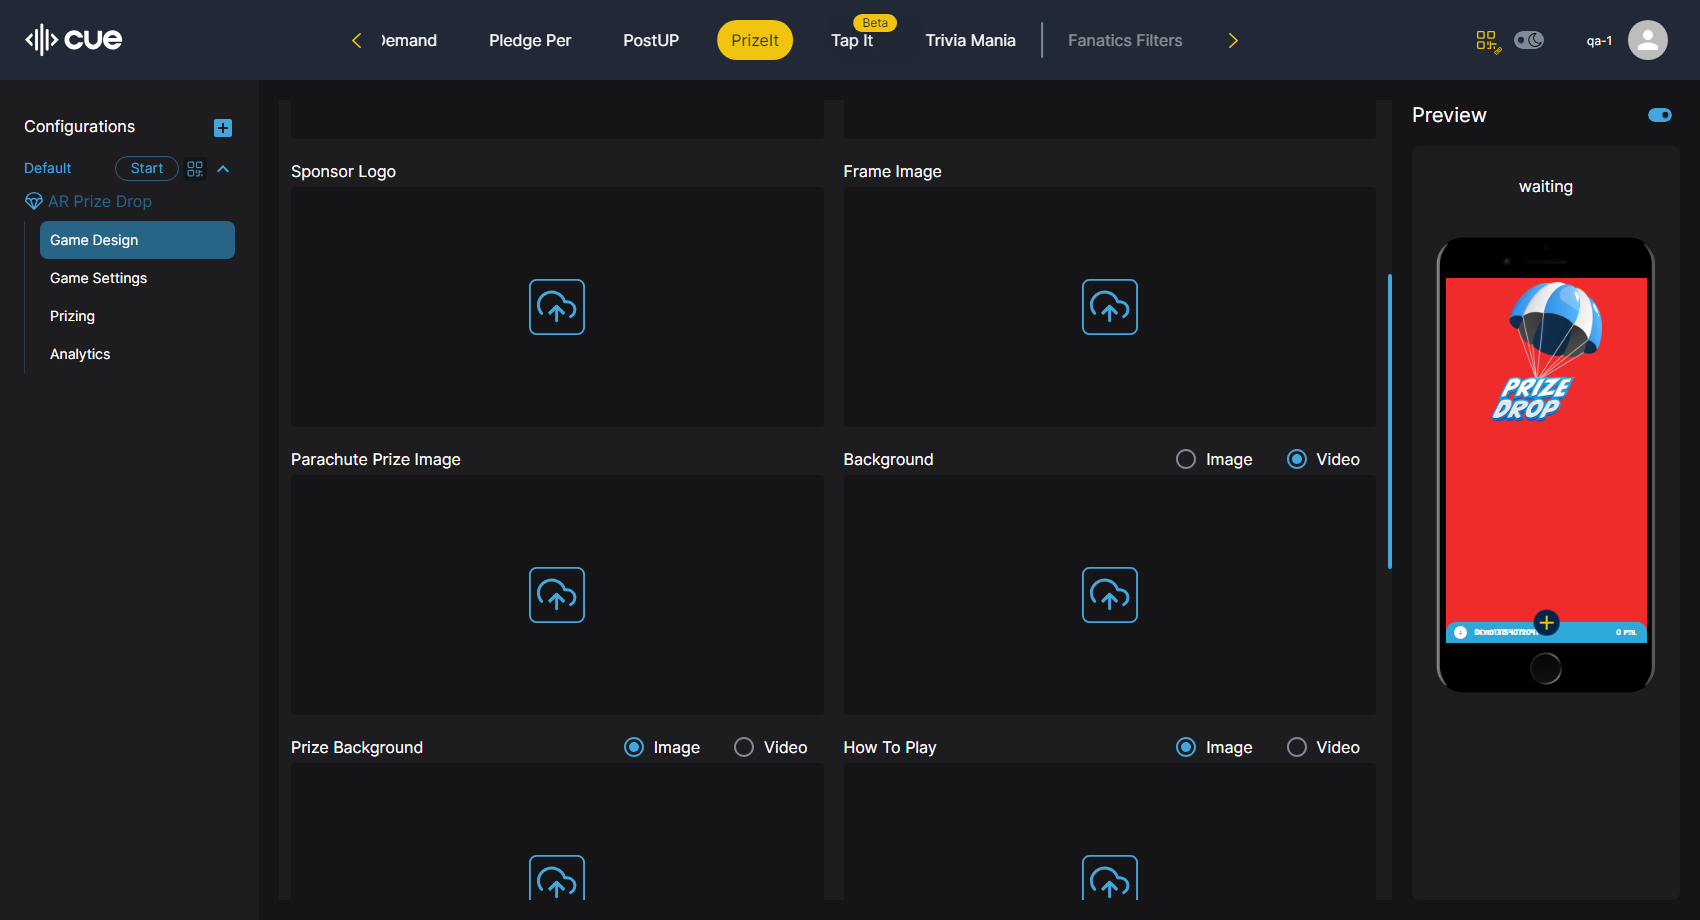 cue
Demand
Pledge Per
PostUP
PrizeIt
Beta
Tap It
Trivia Mania
Fanatics Filters
qa-1
Configurations
Default
Start
AR Prize Drop
Game Design
Game Settings
Prizing
Analytics
Sponsor Logo
Frame Image
Parachute Prize Image
Background
Image
Video
Prize Background
Image
Video
How To Play
Image
Video
Preview
waiting
PRIZE
DROP
0 PTS.